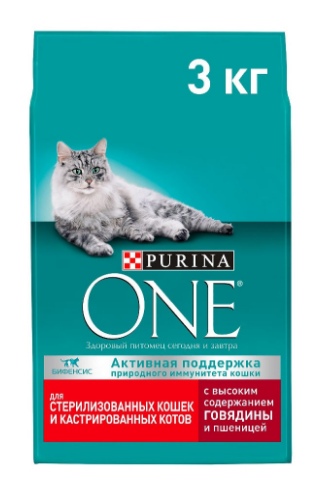 3 кг
PURINA
ONE®
Здоровый питомец сегодня и завтра
БИФЕНСИС
Активная поддержка
природного иммунитета кошки
для
СТЕРИЛИЗОВАННЫХ КОШЕК
И КАСТРИРОВАННЫХ КОТОВ
с высоким
содержанием
ГОВЯДИНЫ
и пшеницей